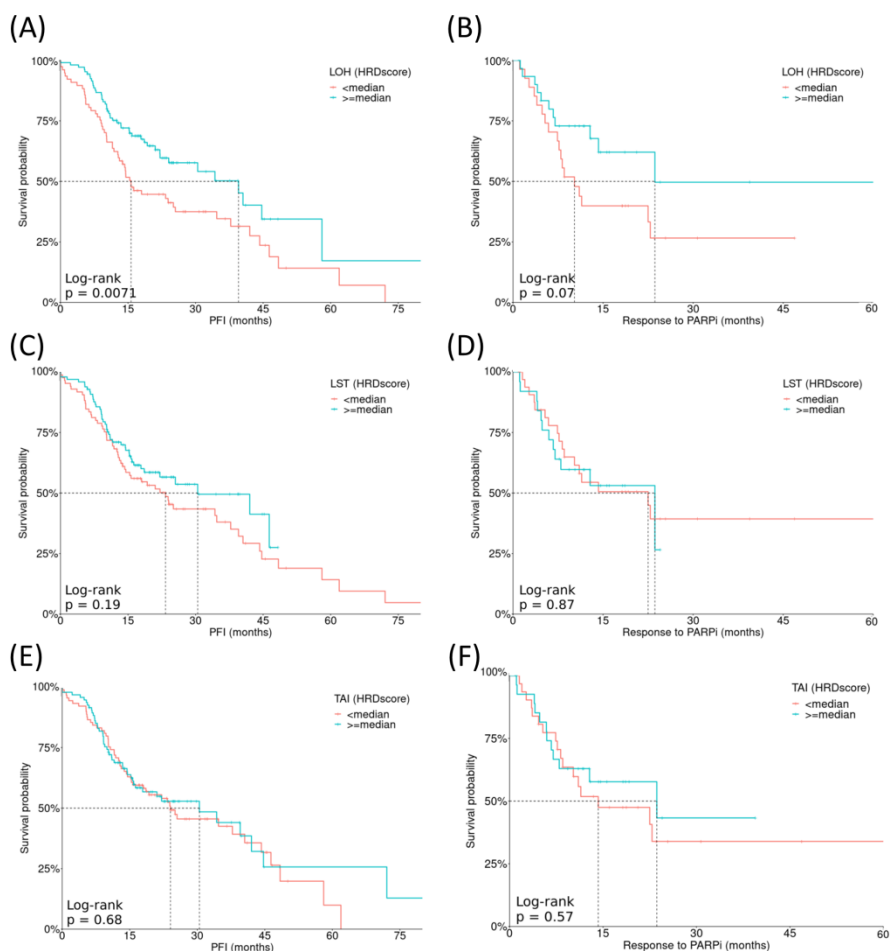 (A)
100%
75%
50%
25%
0%
Survival probability
LOH (HRDscore)
<median
>=median
Log-rank
p = 0.0071
0 15 30 45 60 75
PFI (months)
(B)
100%
75%
50%
25%
0%
Survival probability
LOH (HRDscore)
<median
>=median
Log-rank
p = 0.07
0 15 30 45 60
Response to PARPi (months)
(C)
100%
75%
50%
25%
0%
Survival probability
LST (HRDscore)
<median
>=median
Log-rank
p = 0.19
0 15 30 45 60 75
PFI (months)
(D)
100%
75%
50%
25%
0%
Survival probability
LST (HRDscore)
<median
>=median
Log-rank
p = 0.87
0 15 30 45 60
Response to PARPi (months)
(E)
100%
75%
50%
25%
0%
Survival probability
TAI (HRDscore)
<median
>=median
Log-rank
p = 0.68
0 15 30 45 60 75
PFI (months)
(F)
100%
75%
50%
25%
0%
Survival probability
TAI (HRDscore)
<median
>=median
Log-rank
p = 0.57
0 15 30 45 60
Response to PARPi (months)